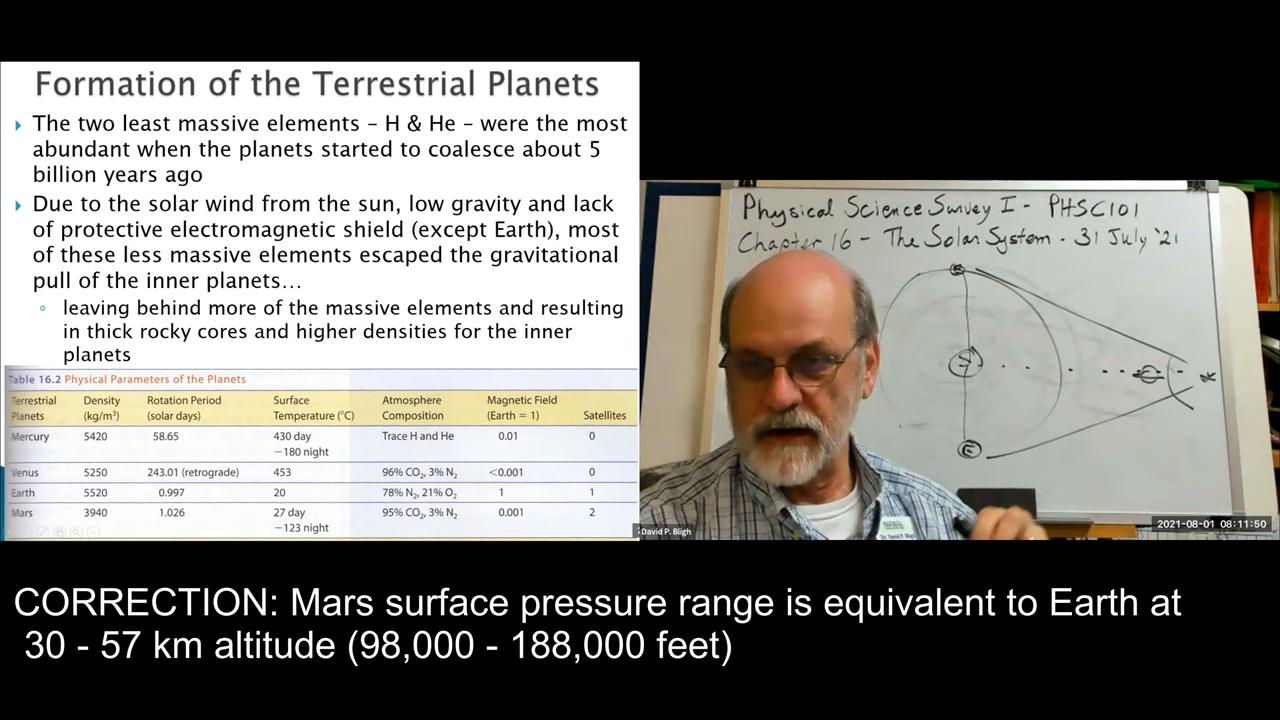 Formation of the Terrestrial Planets
The two least massive elements – H & He – were the most
abundant when the planets started to coalesce about 5
billion years ago
Due to the solar wind from the sun, low gravity and lack
of protective electromagnetic shield (except Earth), most
of these less massive elements escaped the gravitational
pull of the inner planets…
leaving behind more of the massive elements and resulting
in thick rocky cores and higher densities for the inner
planets
Table 16.2 Physical Parameters of the Planets
Terrestrial Density Rotation Period Surface Atmosphere Magnetic Field
Planets (kg/m³) (solar days) Temperature (°C) Composition (Earth = 1) Satellites
Mercury 5420 58.65 430 day Trace H and He 0.01 0
−180 night
Venus 5250 243.01 (retrograde) 453 96% CO₂, 3% N₂ <0.001 0
Earth 5520 0.997 20 78% N₂, 21% O₂ 1 1
Mars 3940 1.026 27 day 95% CO₂, 3% N₂ 0.001 2
−123 night
Physical Science Survey I - PHSC101
Chapter 16 - The Solar System - 31 July '21
E
E
David P. Bligh
2021-08-01 08:11:50
CORRECTION: Mars surface pressure range is equivalent to Earth at
30 - 57 km altitude (98,000 - 188,000 feet)